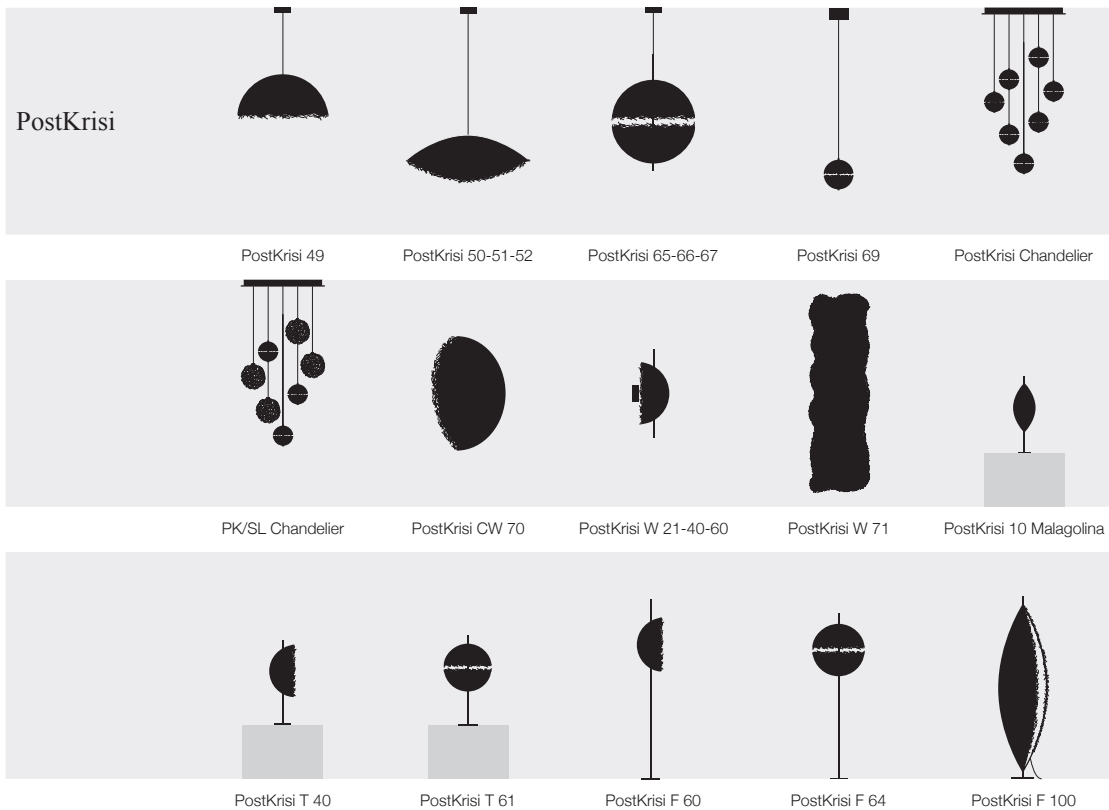 PostKrisi
PostKrisi 49
PostKrisi 50-51-52
PostKrisi 65-66-67
PostKrisi 69
PostKrisi Chandelier
PK/SL Chandelier
PostKrisi CW 70
PostKrisi W 21-40-60
PostKrisi W 71
PostKrisi 10 Malagolina
PostKrisi T 40
PostKrisi T 61
PostKrisi F 60
PostKrisi F 64
PostKrisi F 100